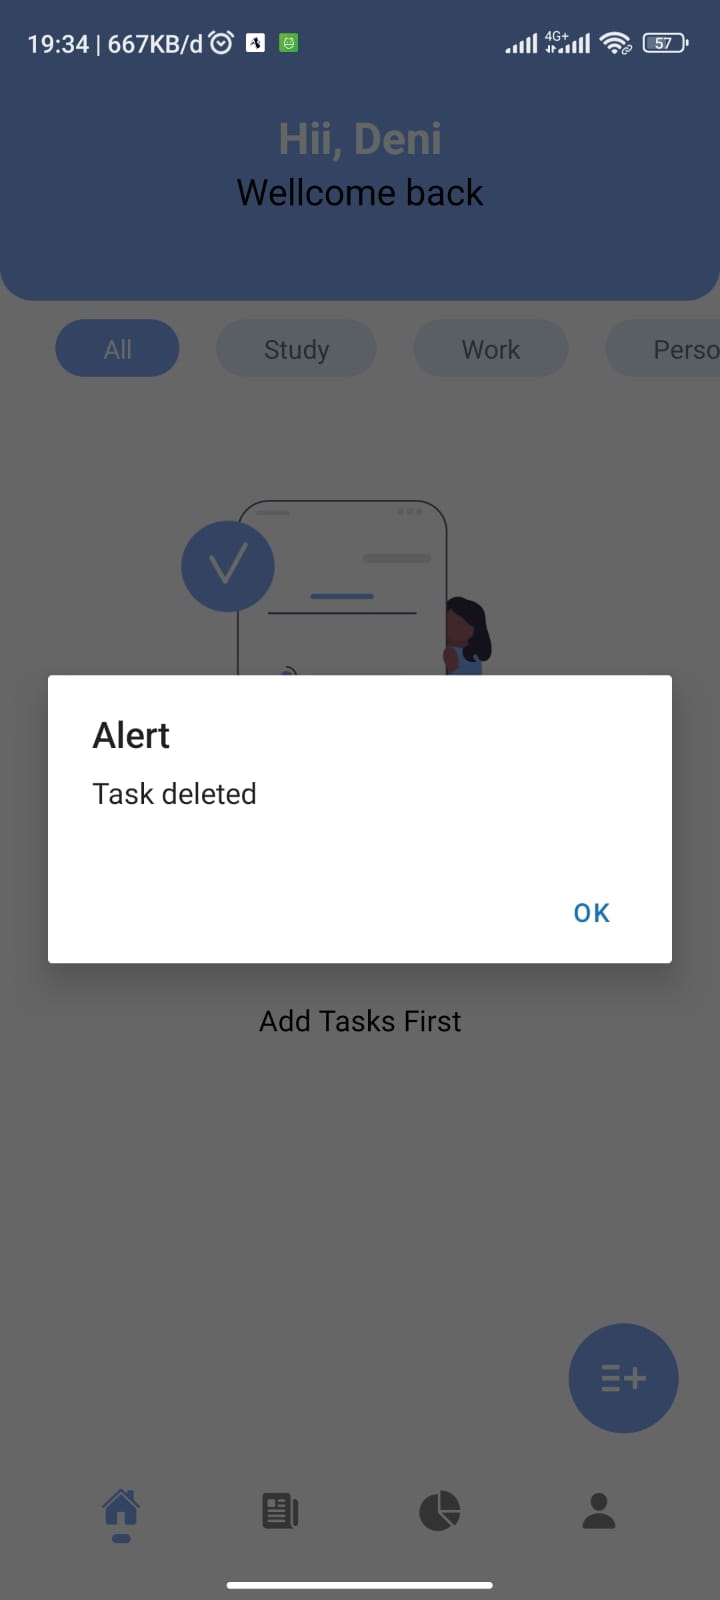 19:34 | 667KB/d
4G+
57
Hii, Deni
Wellcome back
All
Study
Work
Perso
Alert
Task deleted
OK
Add Tasks First